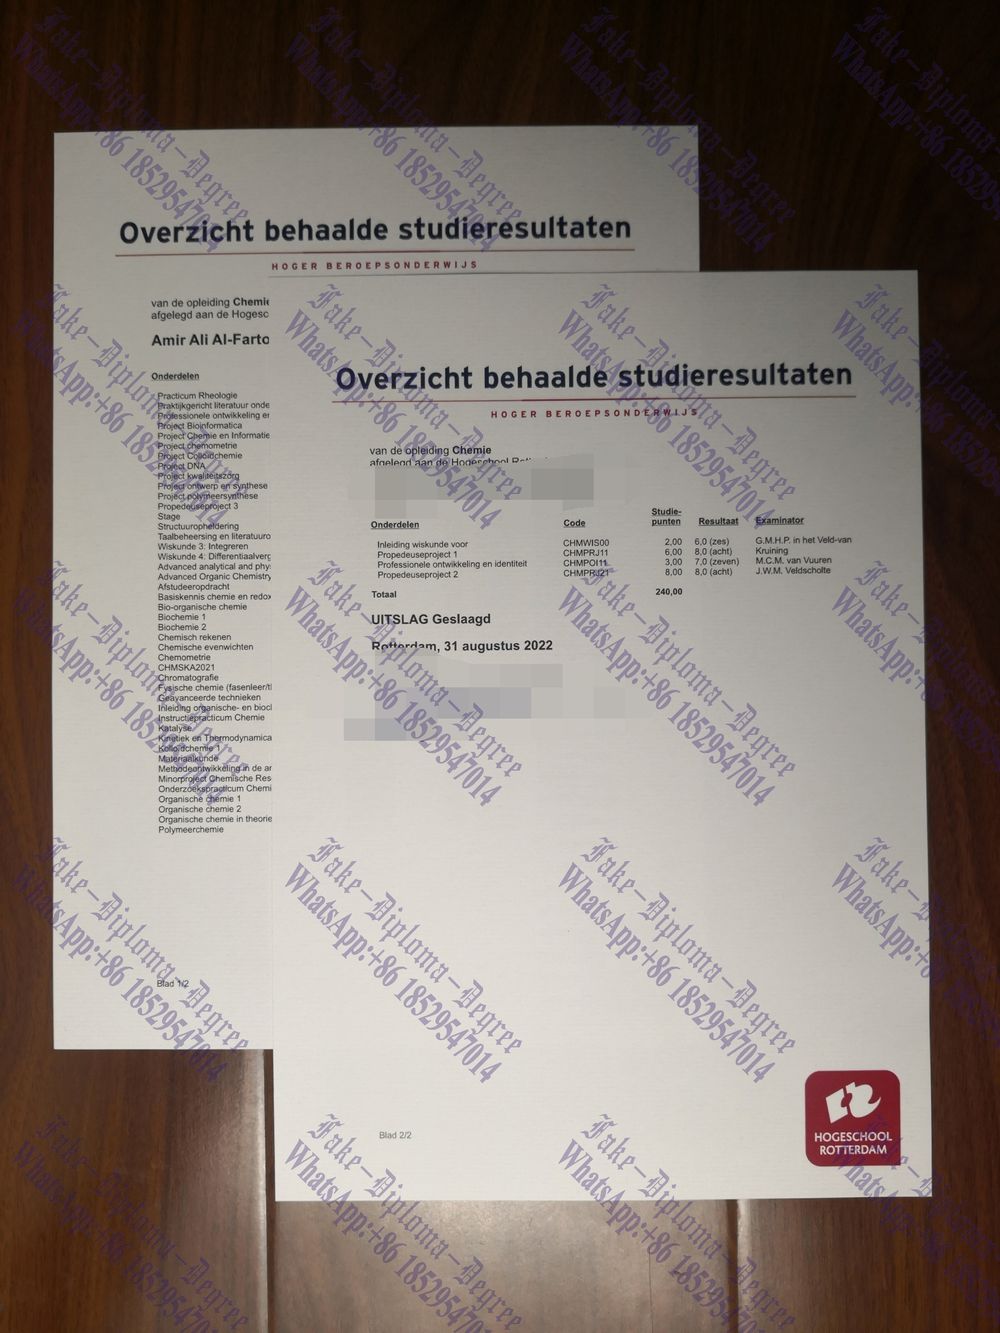 Overzicht behaalde studieresultaten
HOGER BEROEPSONDERWIJS
van de opleiding Chemie
afgelegd aan de Hogesc
Amir Ali Al-Farto
Onderdelen
Practicum Rheologie
Praktijkgericht literatuur onde
Professionele ontwikkeling er
Project Bioinformatica
Project Chemie en Informatie
Project chemometrie
Project Colloidchemie
Project DNA
Project kwaliteitszorg
Project ontwerp en synthese
Project polymeersynthese
Propedeuseproject 3
Stage
Structuuropheldering
Taalbeheersing en literatuuro
Wiskunde 3: Integreren
Wiskunde 4: Differentiaalverg
Advanced analytical and phy
Advanced Organic Chemistry
Afstudeeropdracht
Basiskennis chemie en redox
Bio-organische chemie
Biochemie 1
Biochemie 2
Chemisch rekenen
Chemische evenwichten
Chemometrie
CHMSKA2021
Chromatografie
Fysische chemie (fasenleer/tl
Geavanceerde technieken
Inleiding organische- en biocl
Instructiepracticum Chemie
Katalyse
Kinetiek en Thermodynamica
Kolloidchemie 1
Materiaalkunde
Methodeontwikkeling in de ar
Minorproject Chemische Res
Onderzoekspracticum Chemi
Organische chemie 1
Organische chemie 2
Organische chemie in theorie
Polymeerchemie
Blad 1/2
Overzicht behaalde studieresultaten
HOGER BEROEPSONDERWIJS
van de opleiding Chemie
afgelegd aan de Hogeschool
Onderdelen Code Studie-punten Resultaat Examinator
Inleiding wiskunde voor CHMWIS00 2,00 6,0 (zes) G.M.H.P. in het Veld-van
Propedeuseproject 1 CHMPRJ11 6,00 8,0 (acht) Kruining
Professionele ontwikkeling en identiteit CHMPOI11 3,00 7,0 (zeven) M.C.M. van Vuuren
Propedeuseproject 2 CHMPRJ21 8,00 8,0 (acht) J.W.M. Veldscholte
Totaal 240,00
UITSLAG Geslaagd
Rotterdam, 31 augustus 2022
Blad 2/2
HOGESCHOOL
ROTTERDAM
Fake-Diploma-Degree
WhatsApp:+86 18529547014